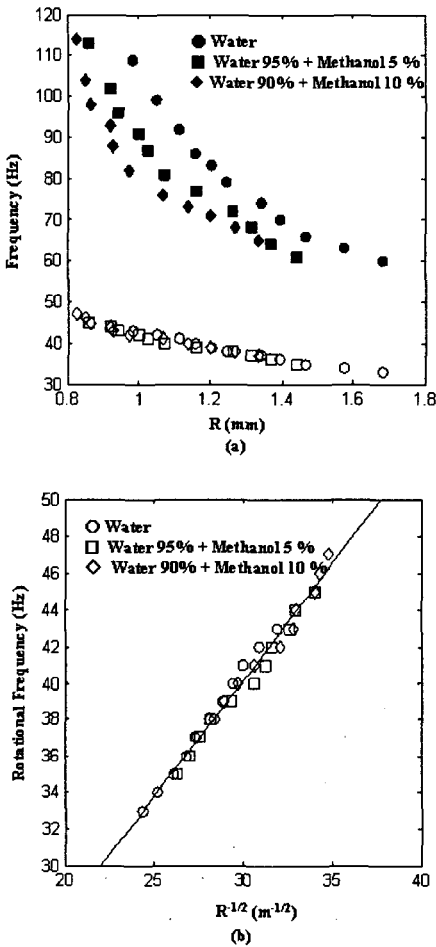 120
110
100
90
80
70
60
50
40
30
Frequency (Hz)
Water
Water 95% + Methanol 5 %
Water 90% + Methanol 10 %
0.8 1 1.2 1.4 1.6 1.8
R (mm)
(a)
50
48
46
44
42
40
38
36
34
32
30
Rotational Frequency (Hz)
Water
Water 95% + Methanol 5 %
Water 90% + Methanol 10 %
20 25 30 35 40
R-1/2 (m-1/2)
(b)